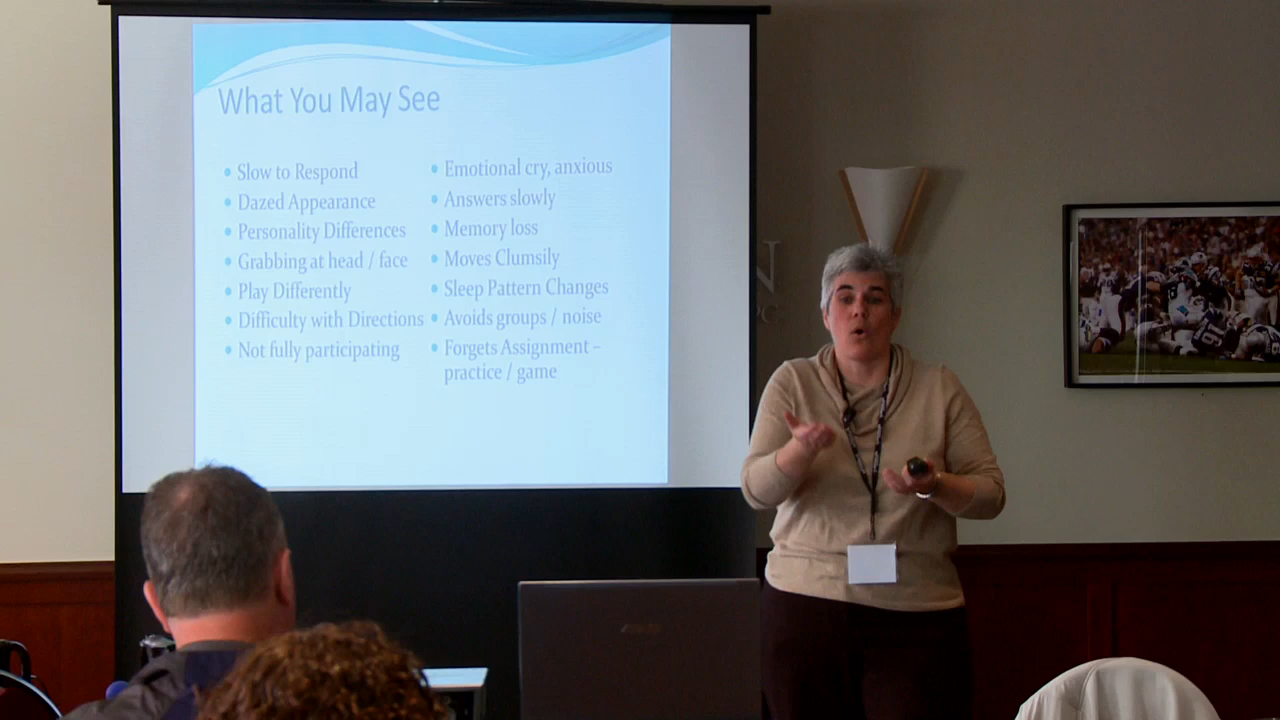 What You May See
• Slow to Respond
• Dazed Appearance
• Personality Differences
• Grabbing at head / face
• Play Differently
• Difficulty with Directions
• Not fully participating
• Emotional cry, anxious
• Answers slowly
• Memory loss
• Moves Clumsily
• Sleep Pattern Changes
• Avoids groups / noise
• Forgets Assignment –
practice / game
N